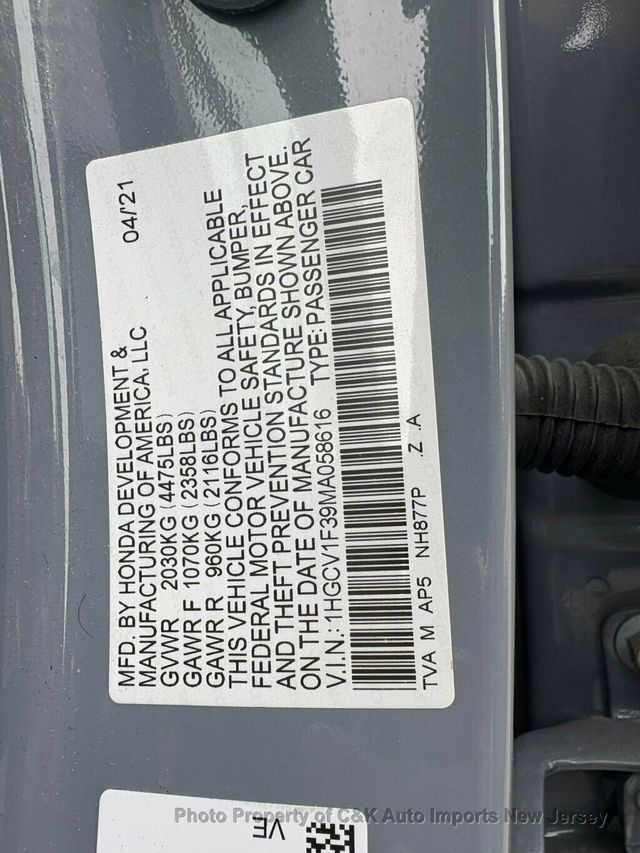 MFD. BY HONDA DEVELOPMENT & 04/'21
MANUFACTURING OF AMERICA, LLC
GVWR 2030KG (4475LBS)
GAWR F 1070KG (2358LBS)
GAWR R 960KG (2116LBS)
THIS VEHICLE CONFORMS TO ALL APPLICABLE
FEDERAL MOTOR VEHICLE SAFETY, BUMPER,
AND THEFT PREVENTION STANDARDS IN EFFECT
ON THE DATE OF MANUFACTURE SHOWN ABOVE.
V.I.N.: 1HGCV1F39MA058616 TYPE: PASSENGER CAR
TVA M AP5 NH877P .Z .A
VE
Photo Property of C&K Auto Imports New Jersey